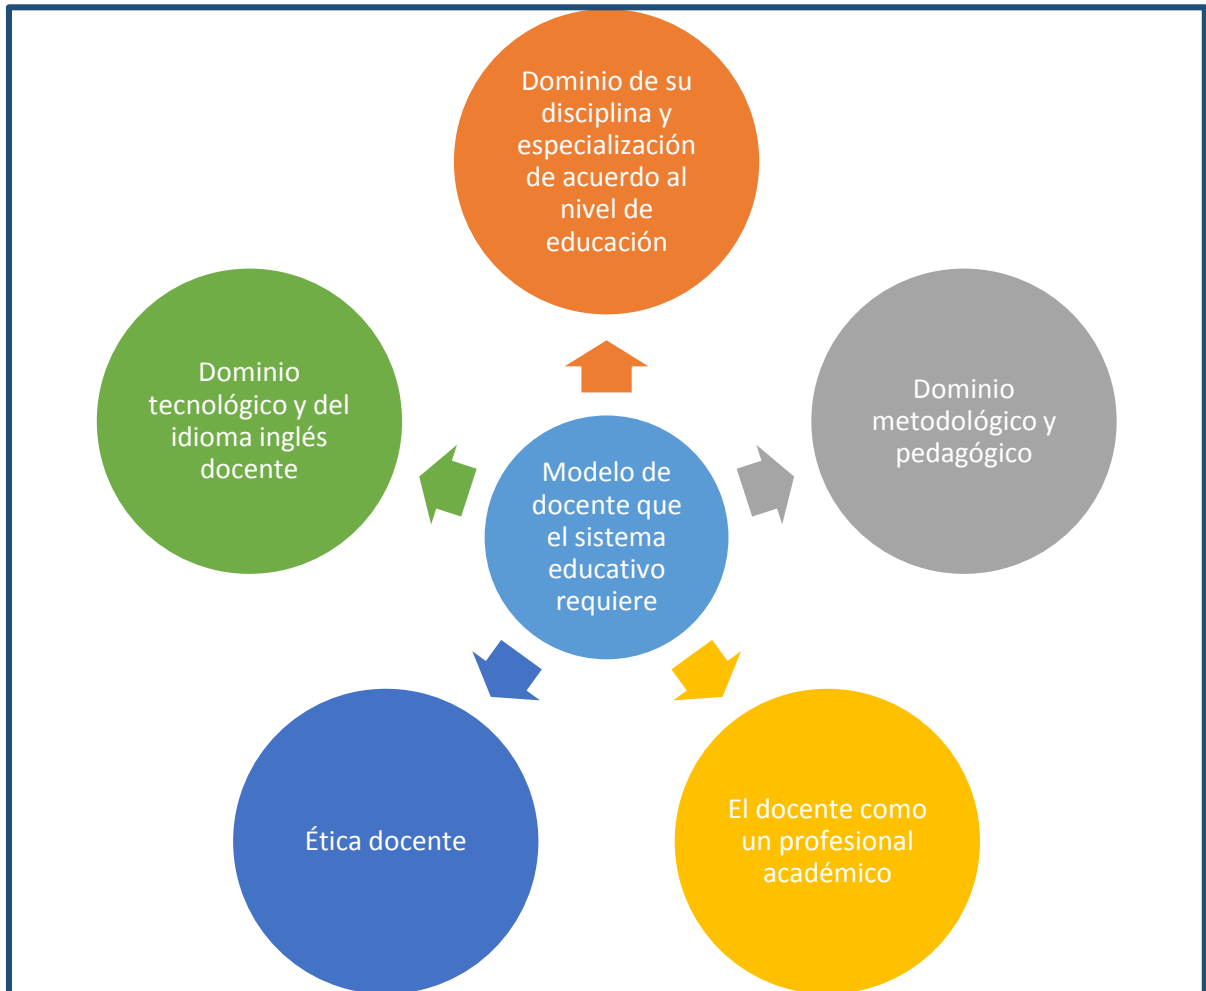 Dominio de su
disciplina y
especialización
de acuerdo al
nivel de
educación
Dominio
tecnológico y del
idioma inglés
docente
Dominio
metodológico y
pedagógico
Modelo de
docente que
el sistema
educativo
requiere
Ética docente
El docente como
un profesional
académico